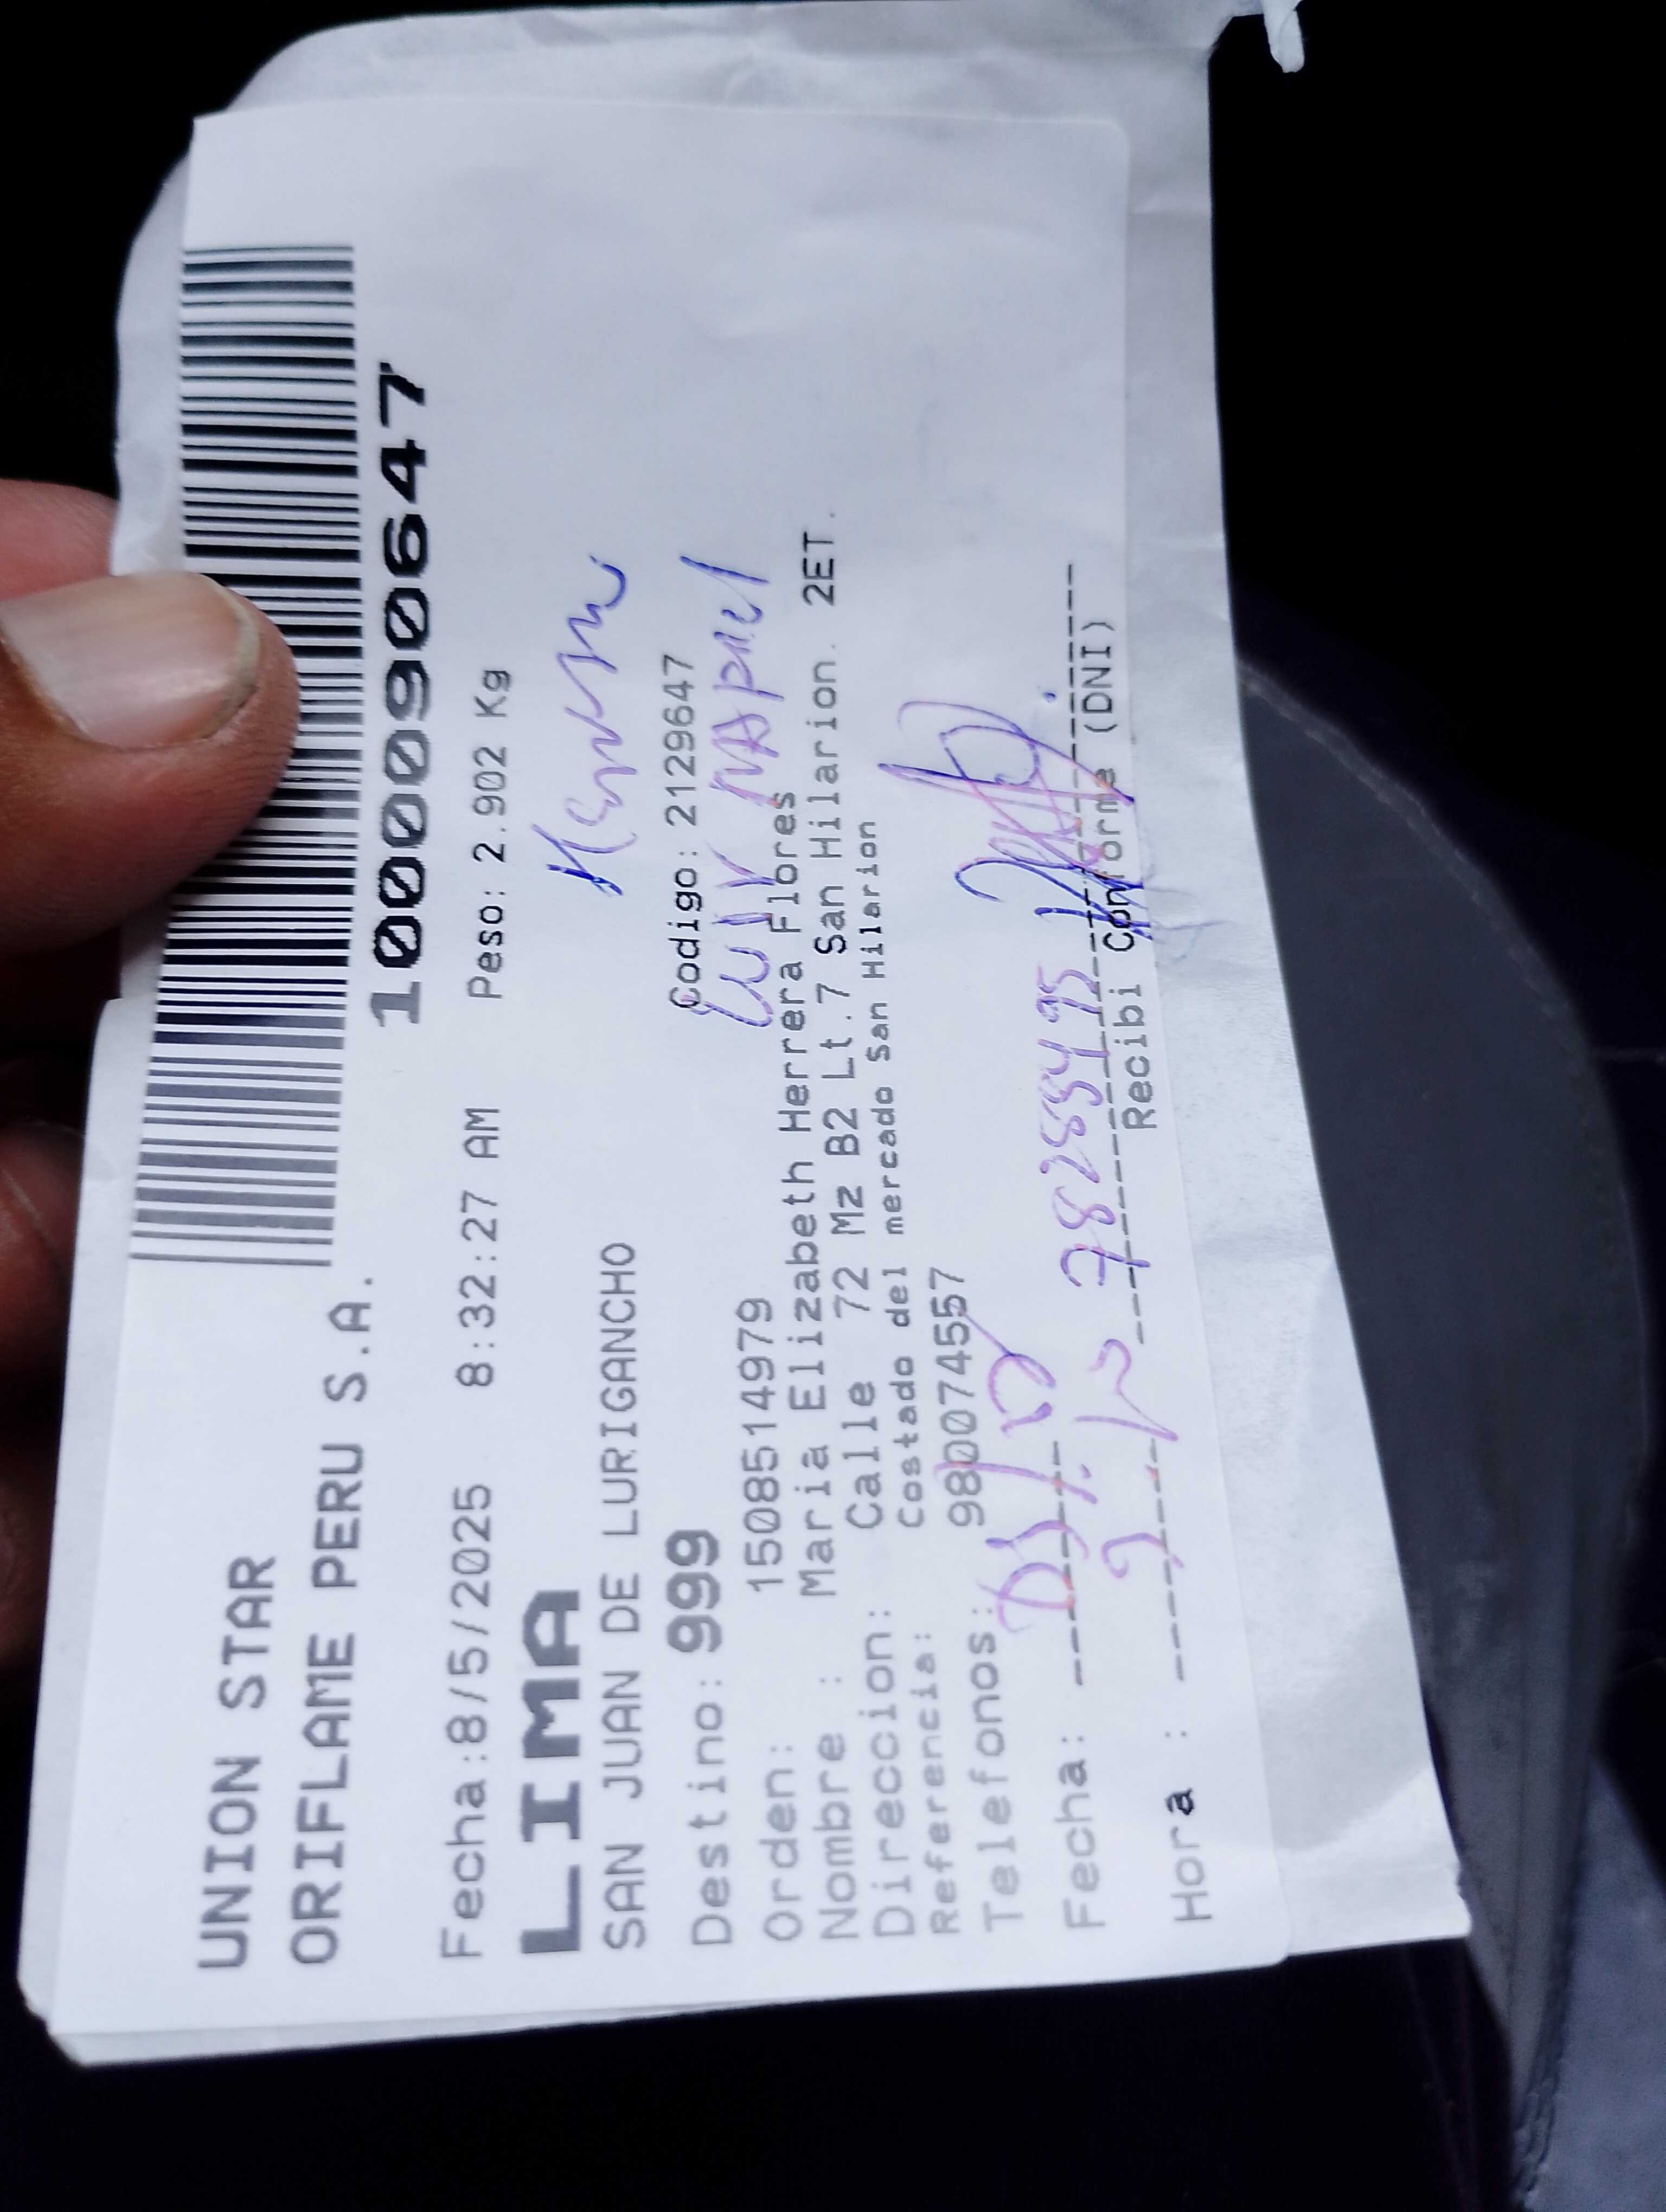 UNION STAR
ORIFLAME PERU S.A.
10000090647
Fecha:8/5/2025 8:32:27 AM Peso: 2.902 Kg
LIMA
SAN JUAN DE LURIGANCHO
Destino: 999 Codigo: 2129647
Orden: 1508514979
Nombre : Maria Elizabeth Herrera Flores
Direccion: Calle 72 Mz B2 Lt.7 San Hilarion. 2ET.
Referencia: Costado del mercado San Hilarion
Telefonos: 980074557
Fecha:
Hora :
Recibi Conforme (DNI)